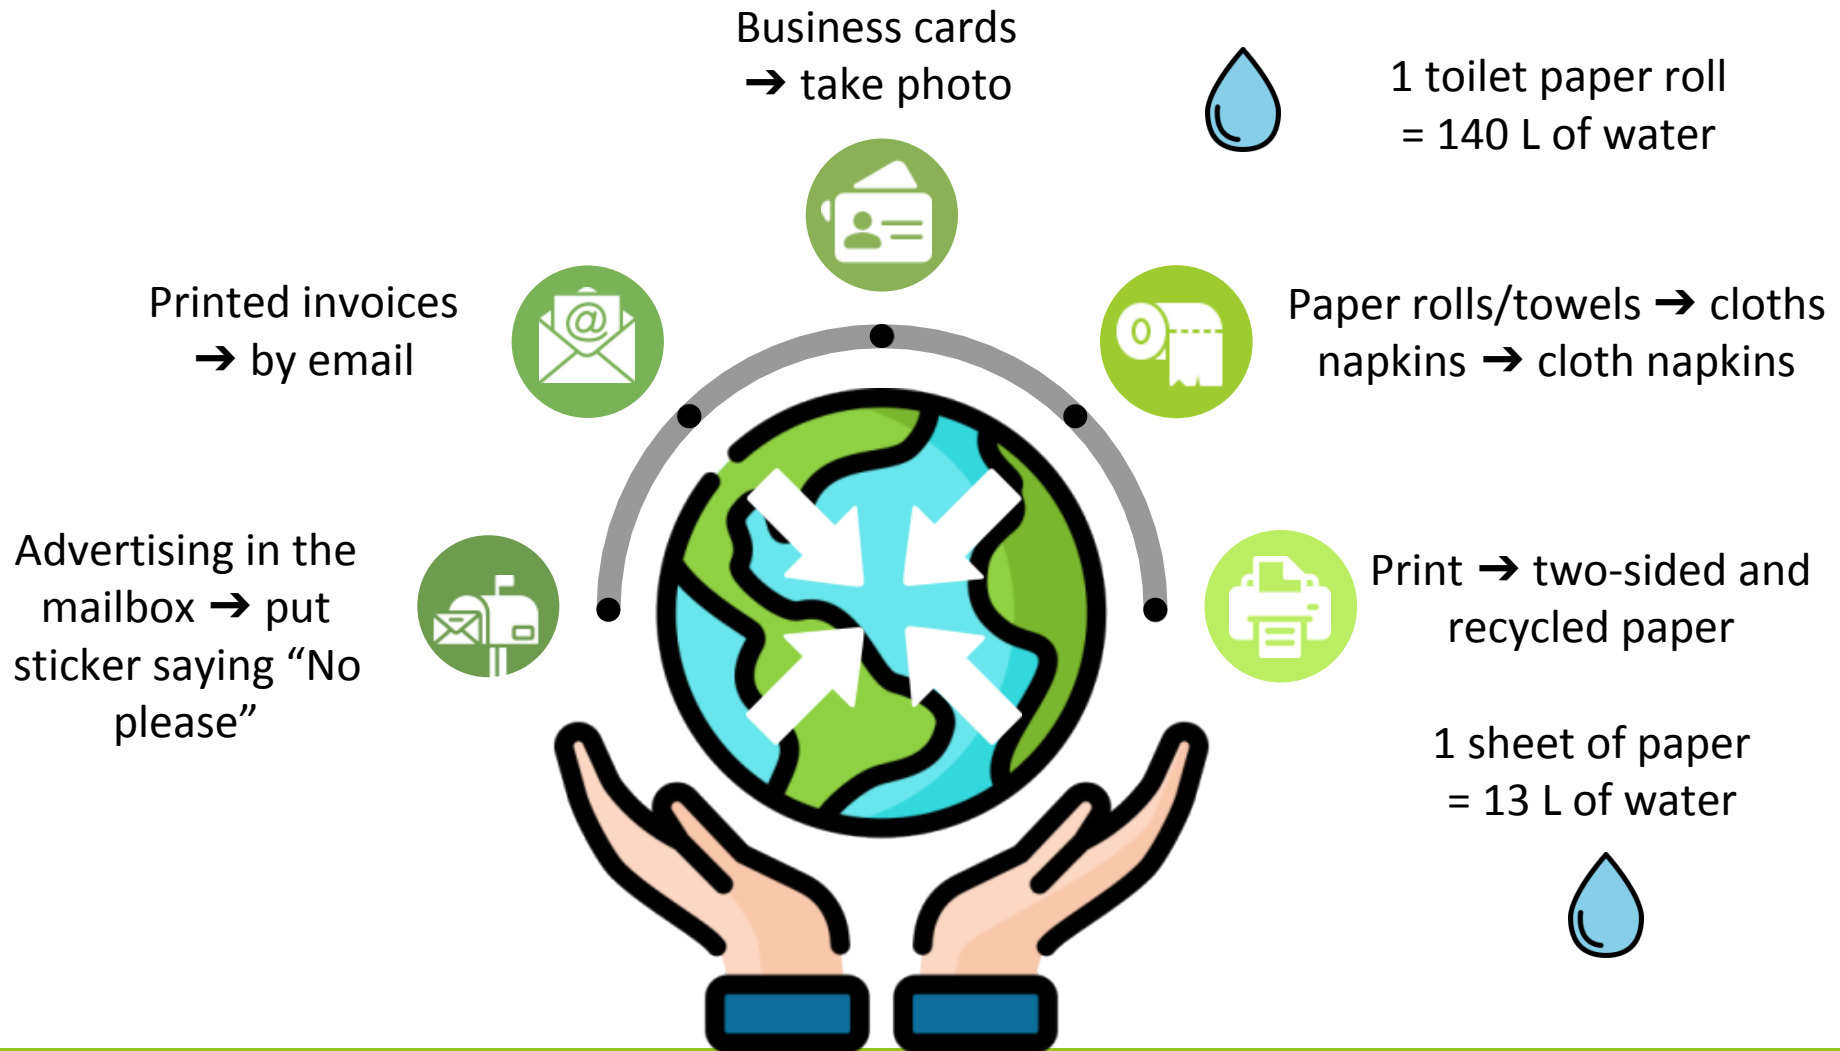 Business cards
➔ take photo
1 toilet paper roll
= 140 L of water
Printed invoices
➔ by email
Paper rolls/towels ➔ cloths
napkins ➔ cloth napkins
Advertising in the
mailbox ➔ put
sticker saying “No
please”
Print ➔ two-sided and
recycled paper
1 sheet of paper
= 13 L of water
@